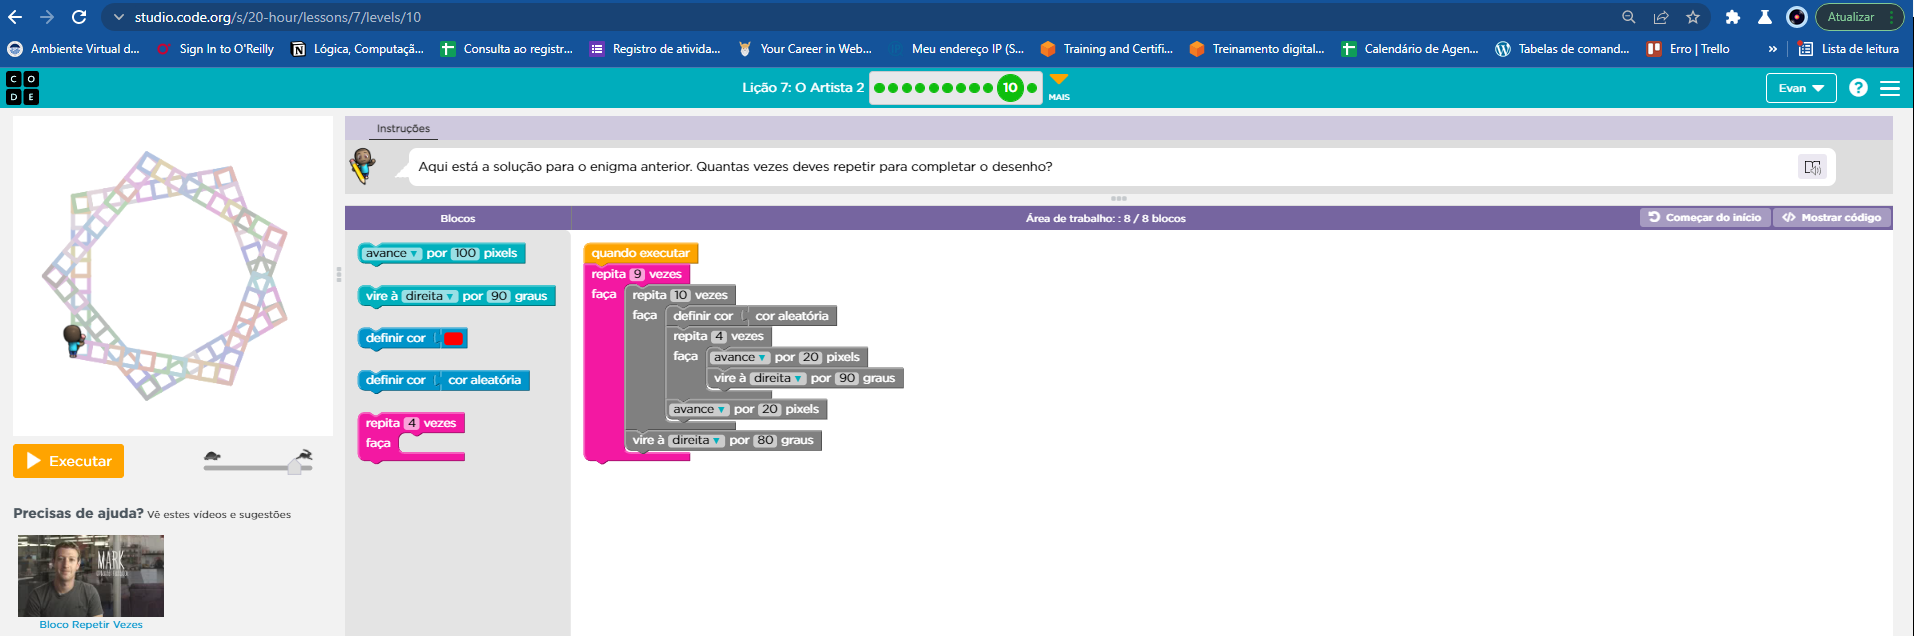 studio.code.org/s/20-hour/lessons/7/levels/10
Atualizar
Ambiente Virtual d...
Sign In to O'Reilly
Lógica, Computaçã...
Consulta ao registr...
Registro de ativida...
Your Career in Web...
Meu endereço IP (S...
Training and Certifi...
Treinamento digital...
Calendário de Agen...
Tabelas de comand...
Erro | Trello
»
Lista de leitura
C O
D E
Lição 7: O Artista 2
10
MAIS
Evan
?
Instruções
Aqui está a solução para o enigma anterior. Quantas vezes deves repetir para completar o desenho?
Blocos
Área de trabalho: : 8 / 8 blocos
Começar do início
</> Mostrar código
avance por 100 pixels
vire à direita por 90 graus
definir cor
definir cor cor aleatória
repita 4 vezes
faça
quando executar
repita 9 vezes
faça
repita 10 vezes
faça
definir cor cor aleatória
repita 4 vezes
faça
avance por 20 pixels
vire à direita por 90 graus
avance por 20 pixels
vire à direita por 80 graus
Executar
Precisas de ajuda? Vê estes vídeos e sugestões
MARK
Bloco Repetir Vezes